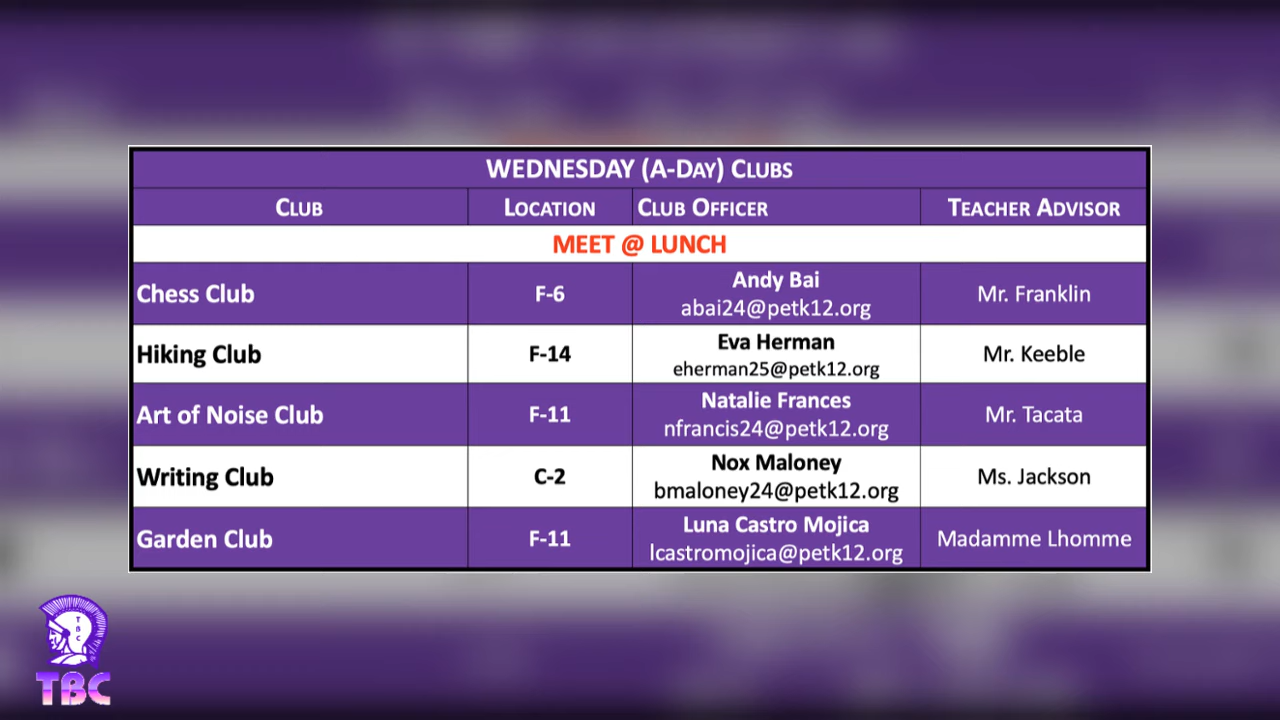 WEDNESDAY (A-DAY) CLUBS
CLUB LOCATION CLUB OFFICER TEACHER ADVISOR
MEET @ LUNCH
Chess Club F-6 Andy Bai abai24@petk12.org Mr. Franklin
Hiking Club F-14 Eva Herman eherman25@petk12.org Mr. Keeble
Art of Noise Club F-11 Natalie Frances nfrancis24@petk12.org Mr. Tacata
Writing Club C-2 Nox Maloney bmaloney24@petk12.org Ms. Jackson
Garden Club F-11 Luna Castro Mojica lcastromojica@petk12.org Madamme Lhomme
TBC
TBC